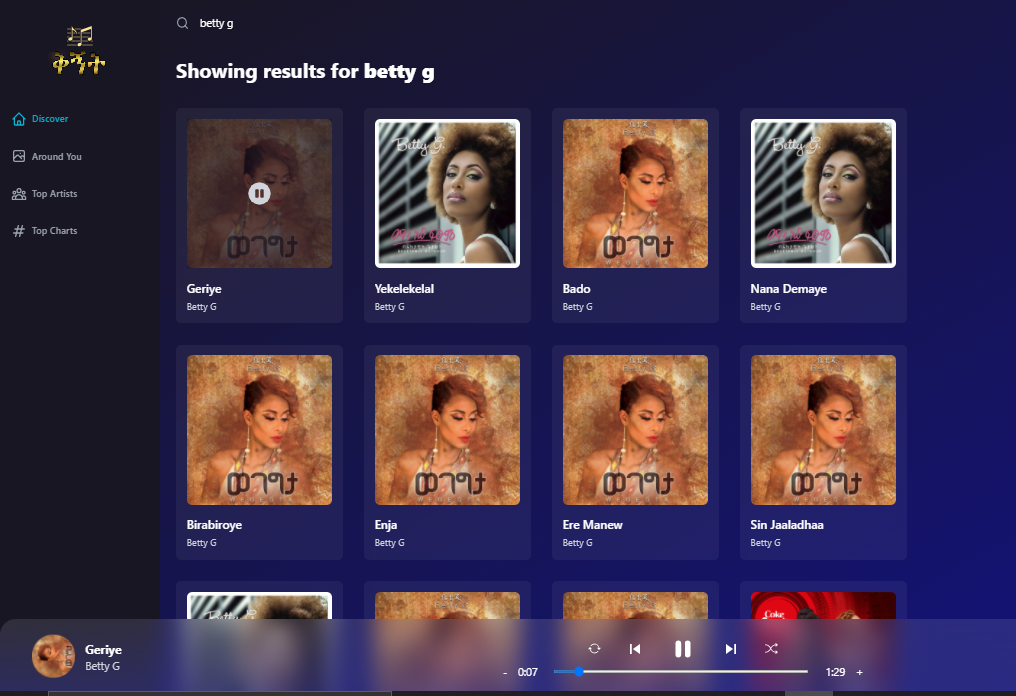 betty g
ቅኝት
Showing results for betty g
Discover
Around You
Top Artists
Top Charts
ወገግታ
Geriye
Betty G
Betty G.
Yekelekelal
Betty G
ወገግታ
Bado
Betty G
Betty G.
Nana Demaye
Betty G
ወገግታ
Birabiroye
Betty G
ወገግታ
Enja
Betty G
ወገግታ
Ere Manew
Betty G
ወገግታ
Sin Jaaladhaa
Betty G
Coke
Geriye
Betty G
- 0:07 1:29 +